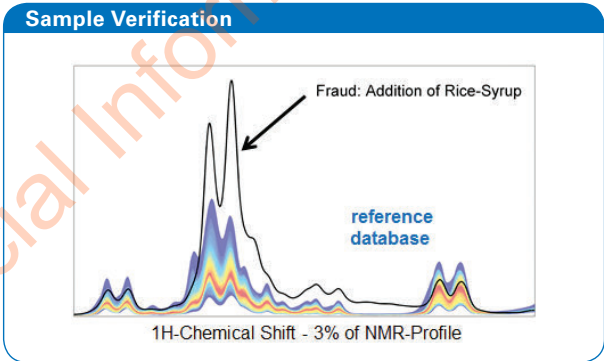 Sample Verification
Fraud: Addition of Rice-Syrup
reference
database
1H-Chemical Shift - 3% of NMR-Profile